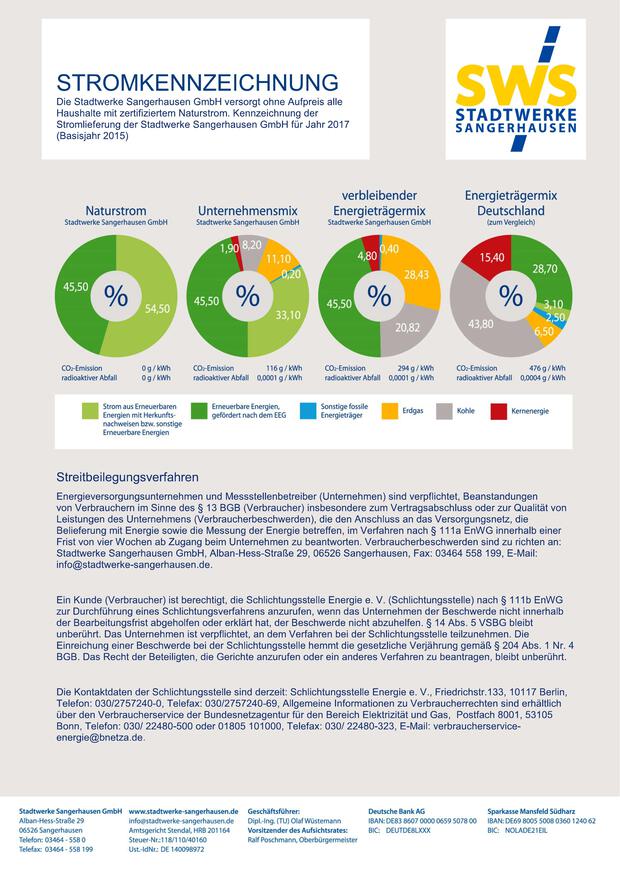 STROMKENNZEICHNUNG
Die Stadtwerke Sangerhausen GmbH versorgt ohne Aufpreis alle
Haushalte mit zertifiziertem Naturstrom. Kennzeichnung der
Stromlieferung der Stadtwerke Sangerhausen GmbH für Jahr 2017
(Basisjahr 2015)
SWS
STADTWERKE
SANGERHAUSEN
Naturstrom
Stadtwerke Sangerhausen GmbH
45,50
%
54,50
CO₂-Emission 0 g / kWh
radioaktiver Abfall 0 g / kWh
Unternehmensmix
Stadtwerke Sangerhausen GmbH
1,90
8,20
11,10
0,20
45,50
%
33,10
CO₂-Emission 116 g / kWh
radioaktiver Abfall 0,0001 g / kWh
verbleibender
Energieträgermix
Stadtwerke Sangerhausen GmbH
4,80
0,40
28,43
45,50
%
20,82
CO₂-Emission 294 g / kWh
radioaktiver Abfall 0,0001 g / kWh
Energieträgermix
Deutschland
(zum Vergleich)
15,40
28,70
%
3,10
2,50
6,50
43,80
CO₂-Emission 476 g / kWh
radioaktiver Abfall 0,0004 g / kWh
Strom aus Erneuerbaren
Energien mit Herkunfts-
nachweisen bzw. sonstige
Erneuerbare Energien
Erneuerbare Energien,
gefördert nach dem EEG
Sonstige fossile
Energieträger
Erdgas
Kohle
Kernenergie
Streitbeilegungsverfahren
Energieversorgungsunternehmen und Messstellenbetreiber (Unternehmen) sind verpflichtet, Beanstandungen
von Verbrauchern im Sinne des § 13 BGB (Verbraucher) insbesondere zum Vertragsabschluss oder zur Qualität von
Leistungen des Unternehmens (Verbraucherbeschwerden), die den Anschluss an das Versorgungsnetz, die
Belieferung mit Energie sowie die Messung der Energie betreffen, im Verfahren nach § 111a EnWG innerhalb einer
Frist von vier Wochen ab Zugang beim Unternehmen zu beantworten. Verbraucherbeschwerden sind zu richten an:
Stadtwerke Sangerhausen GmbH, Alban-Hess-Straße 29, 06526 Sangerhausen, Fax: 03464 558 199, E-Mail:
info@stadtwerke-sangerhausen.de.
Ein Kunde (Verbraucher) ist berechtigt, die Schlichtungsstelle Energie e. V. (Schlichtungsstelle) nach § 111b EnWG
zur Durchführung eines Schlichtungsverfahrens anzurufen, wenn das Unternehmen der Beschwerde nicht innerhalb
der Bearbeitungsfrist abgeholfen oder erklärt hat, der Beschwerde nicht abzuhelfen. § 14 Abs. 5 VSBG bleibt
unberührt. Das Unternehmen ist verpflichtet, an dem Verfahren bei der Schlichtungsstelle teilzunehmen. Die
Einreichung einer Beschwerde bei der Schlichtungsstelle hemmt die gesetzliche Verjährung gemäß § 204 Abs. 1 Nr. 4
BGB. Das Recht der Beteiligten, die Gerichte anzurufen oder ein anderes Verfahren zu beantragen, bleibt unberührt.
Die Kontaktdaten der Schlichtungsstelle sind derzeit: Schlichtungsstelle Energie e. V., Friedrichstr.133, 10117 Berlin,
Telefon: 030/2757240-0, Telefax: 030/2757240-69, Allgemeine Informationen zu Verbraucherrechten sind erhältlich
über den Verbraucherservice der Bundesnetzagentur für den Bereich Elektrizität und Gas, Postfach 8001, 53105
Bonn, Telefon: 030/ 22480-500 oder 01805 101000, Telefax: 030/ 22480-323, E-Mail: verbraucherservice-
energie@bnetza.de.
Stadtwerke Sangerhausen GmbH
Alban-Hess-Straße 29
06526 Sangerhausen
Telefon: 03464 - 558 0
Telefax: 03464 - 558 199
www.stadtwerke-sangerhausen.de
info@stadtwerke-sangerhausen.de
Amtsgericht Stendal, HRB 201164
Steuer-Nr.:118/110/40160
Ust.-IdNr.: DE 140098972
Geschäftsführer:
Dipl.-Ing. (TU) Olaf Wüstemann
Vorsitzender des Aufsichtsrates:
Ralf Poschmann, Oberbürgermeister
Deutsche Bank AG
IBAN: DE83 8607 0000 0659 5078 00
BIC: DEUTDE8LXXX
Sparkasse Mansfeld Südharz
IBAN: DE69 8005 5008 0360 1240 62
BIC: NOLADE21EIL